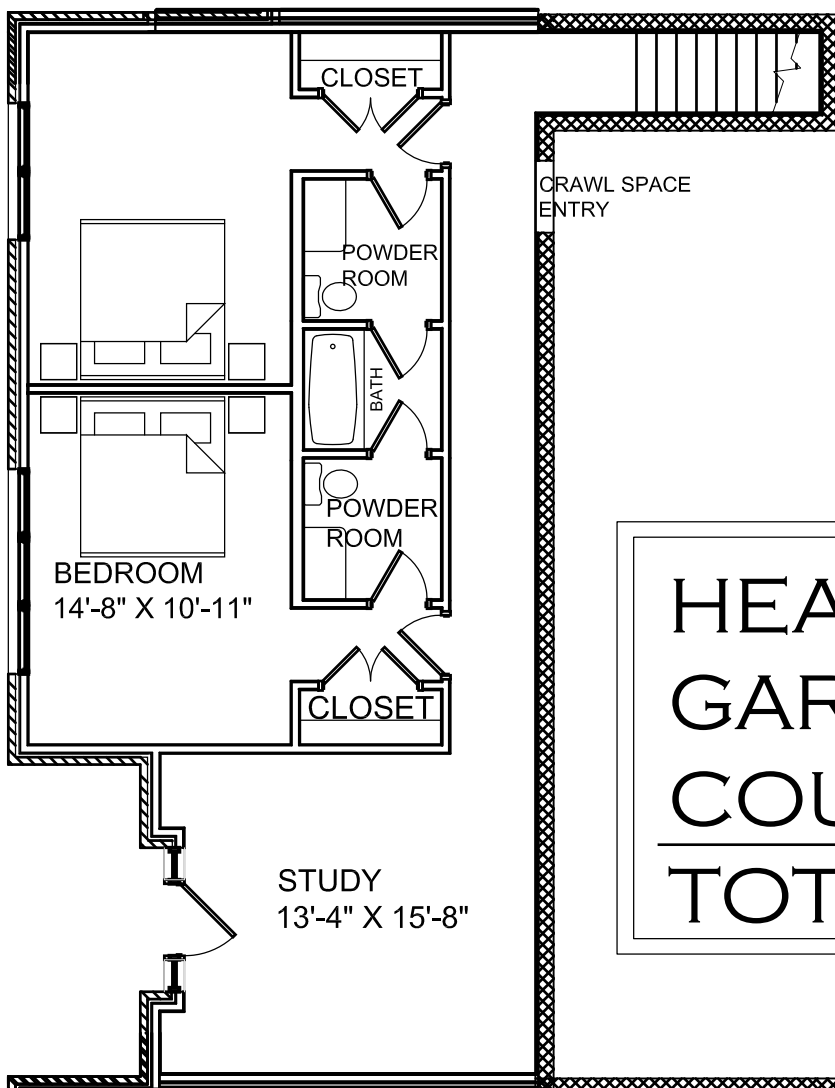 CLOSET
CRAWL SPACE
ENTRY
POWDER
ROOM
BATH
POWDER
ROOM
BEDROOM
14'-8" X 10'-11"
CLOSET
STUDY
13'-4" X 15'-8"